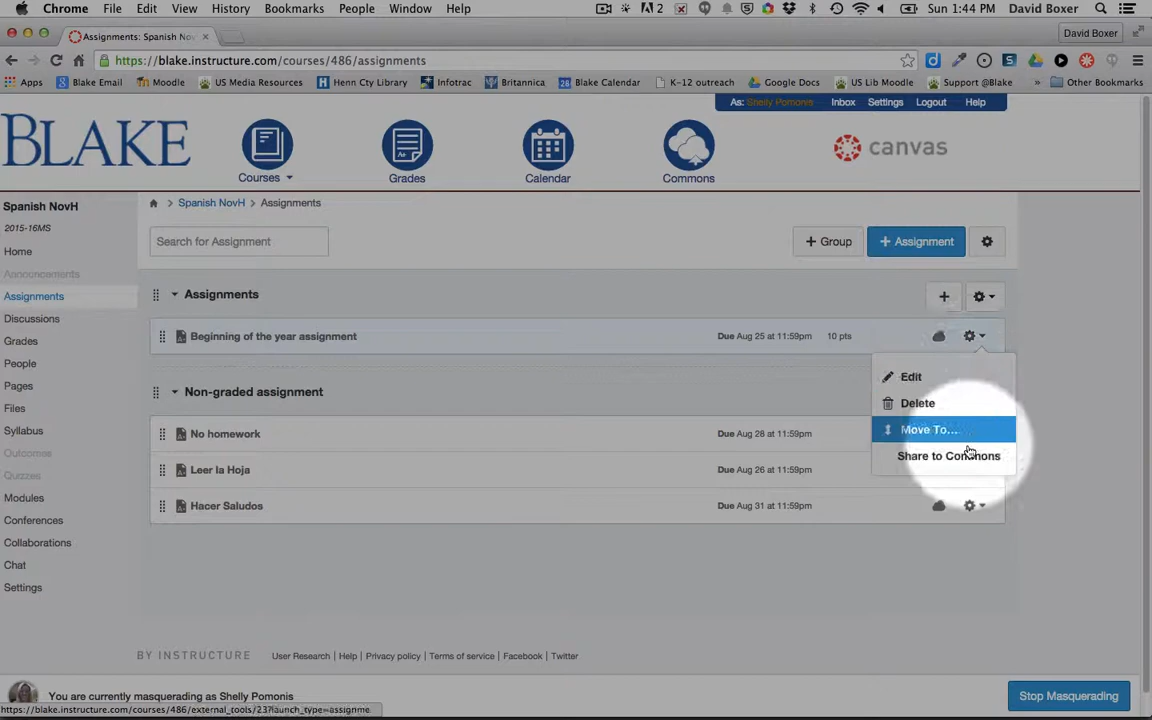 Chrome File Edit View History Bookmarks People Window Help 2 Sun 1:44 PM David Boxer
Assignments: Spanish Nov × David Boxer
https://blake.instructure.com/courses/486/assignments
Apps Blake Email Moodle US Media Resources Henn Cty Library Infotrac Britannica Blake Calendar K-12 outreach Google Docs US Lib Moodle Support @Blake » Other Bookmarks
As: Shelly Pomonis Inbox Settings Logout Help
BLAKE
Courses Grades Calendar Commons
canvas
Spanish NovH
2015-16MS
Home
Announcements
Assignments
Discussions
Grades
People
Pages
Files
Syllabus
Outcomes
Quizzes
Modules
Conferences
Collaborations
Chat
Settings
Spanish NovH > Assignments
Search for Assignment
+ Group + Assignment
Assignments
Beginning of the year assignment Due Aug 25 at 11:59pm 10 pts
Edit
Delete
Move To...
Share to Commons
Non-graded assignment
No homework Due Aug 28 at 11:59pm
Leer la Hoja Due Aug 26 at 11:59pm
Hacer Saludos Due Aug 31 at 11:59pm
BY INSTRUCTURE User Research Help Privacy policy Terms of service Facebook Twitter
You are currently masquerading as Shelly Pomonis Stop Masquerading
https://blake.instructure.com/courses/486/external_tools/23?launch_type=assignme